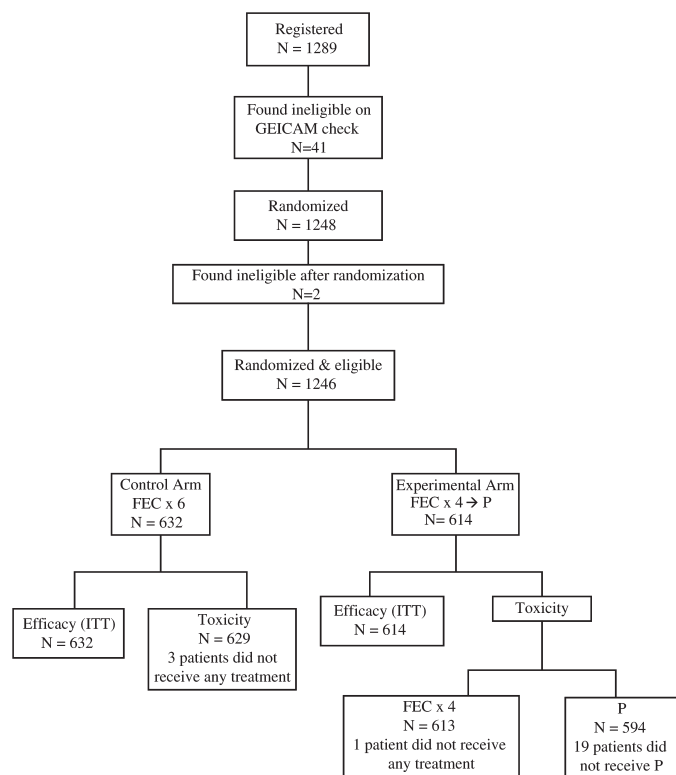 Registered
N = 1289
Found ineligible on
GEICAM check
N=41
Randomized
N = 1248
Found ineligible after randomization
N=2
Randomized & eligible
N = 1246
Control Arm
FEC x 6
N = 632
Experimental Arm
FEC x 4 → P
N= 614
Efficacy (ITT)
N = 632
Toxicity
N = 629
3 patients did not
receive any treatment
Efficacy (ITT)
N = 614
Toxicity
FEC x 4
N = 613
1 patient did not receive
any treatment
P
N = 594
19 patients did
not receive P